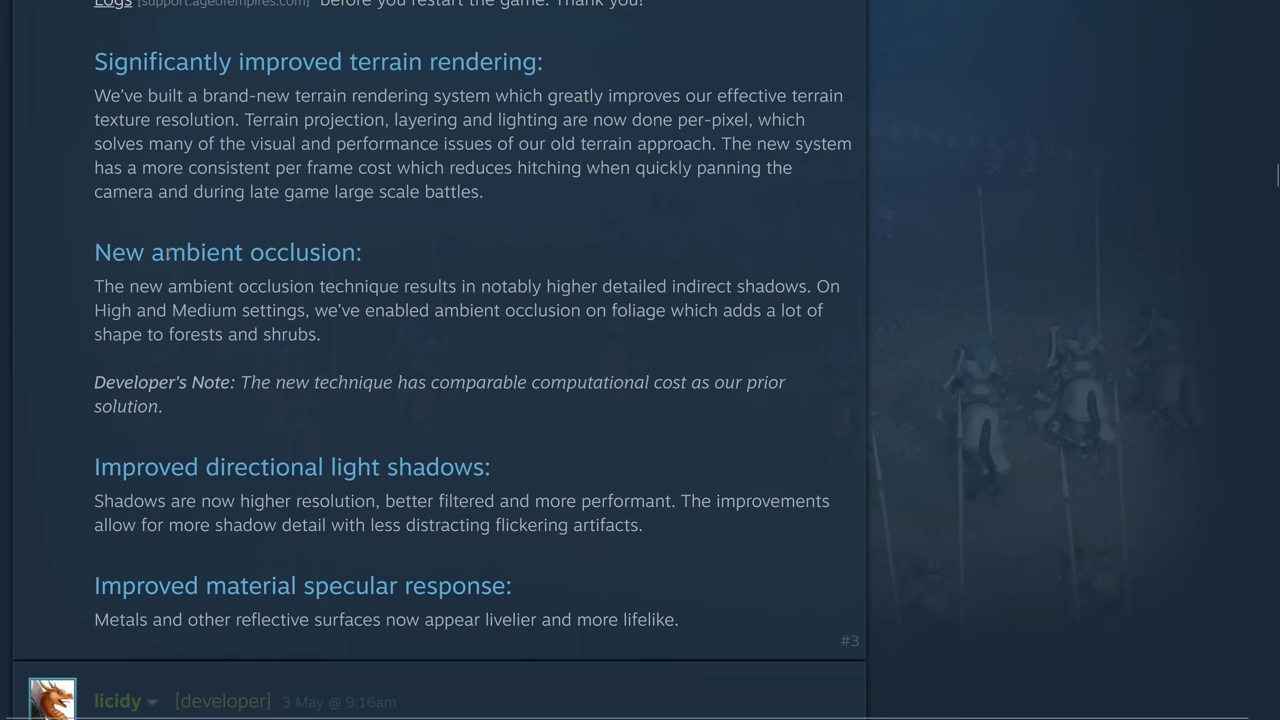 Logs [support.ageofempires.com] before you restart the game. Thank you!
Significantly improved terrain rendering:
We've built a brand-new terrain rendering system which greatly improves our effective terrain
texture resolution. Terrain projection, layering and lighting are now done per-pixel, which
solves many of the visual and performance issues of our old terrain approach. The new system
has a more consistent per frame cost which reduces hitching when quickly panning the
camera and during late game large scale battles.
New ambient occlusion:
The new ambient occlusion technique results in notably higher detailed indirect shadows. On
High and Medium settings, we've enabled ambient occlusion on foliage which adds a lot of
shape to forests and shrubs.
Developer's Note: The new technique has comparable computational cost as our prior
solution.
Improved directional light shadows:
Shadows are now higher resolution, better filtered and more performant. The improvements
allow for more shadow detail with less distracting flickering artifacts.
Improved material specular response:
Metals and other reflective surfaces now appear livelier and more lifelike.
#3
licidy [developer] 3 May @ 9:16am